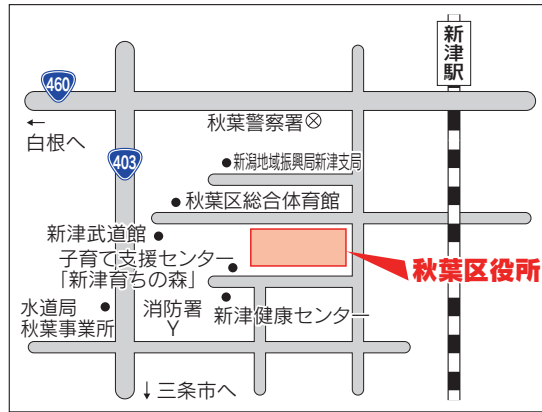 新津駅
460
←
白根へ
秋葉警察署
403
新潟地域振興局新津支局
秋葉区総合体育館
新津武道館
子育て支援センター
「新津育ちの森」
秋葉区役所
水道局
秋葉事業所
消防署
Y
新津健康センター
↓三条市へ